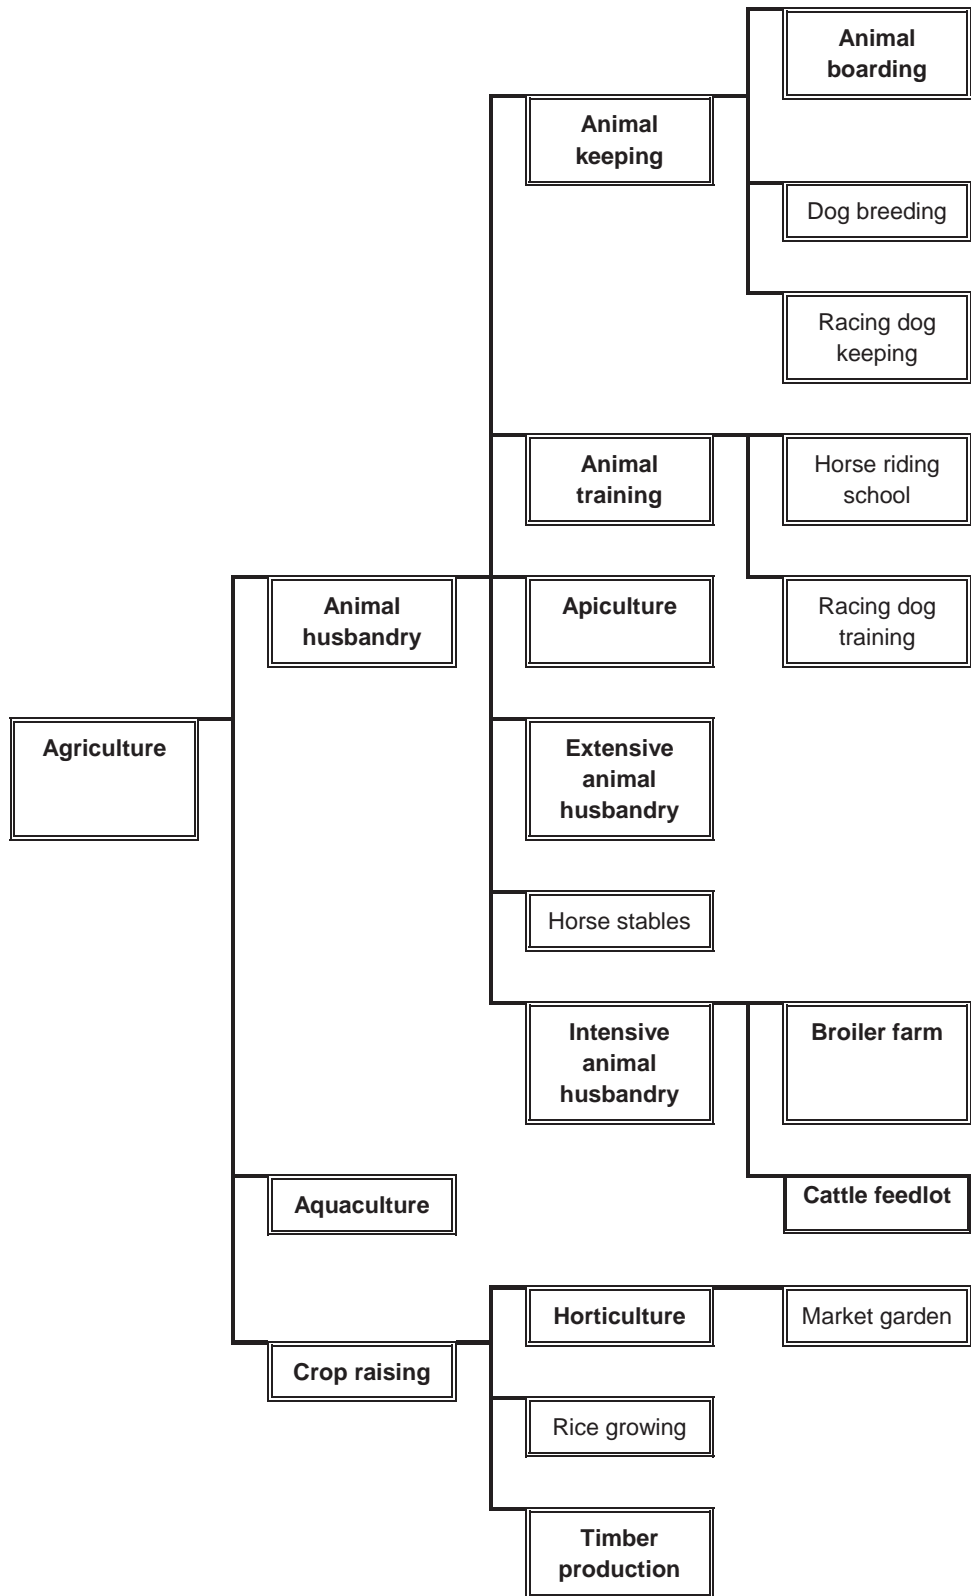 Animal
boarding
Animal
keeping
Dog breeding
Racing dog
keeping
Animal
training
Horse riding
school
Animal
husbandry
Apiculture
Racing dog
training
Agriculture
Extensive
animal
husbandry
Horse stables
Intensive
animal
husbandry
Broiler farm
Aquaculture
Cattle feedlot
Horticulture
Market garden
Crop raising
Rice growing
Timber
production